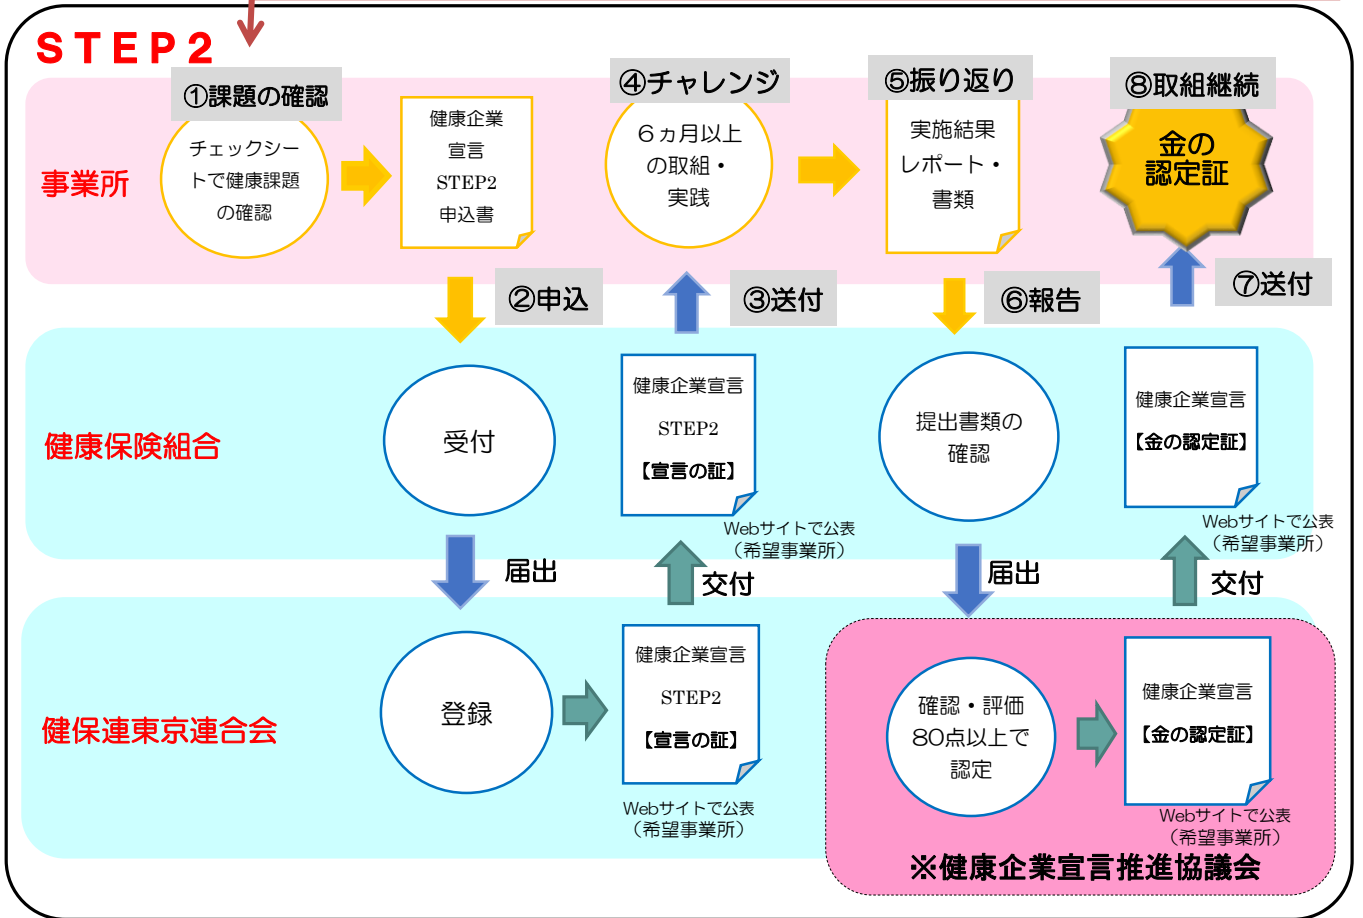 STEP2
事業所
①課題の確認
チェックシー
トで健康課題
の確認
健康企業
宣言
STEP2
申込書
④チャレンジ
6ヵ月以上
の取組・
実践
⑤振り返り
実施結果
レポート・
書類
⑧取組継続
金の
認定証
②申込
③送付
⑥報告
⑦送付
健康保険組合
受付
健康企業宣言
STEP2
【宣言の証】
Webサイトで公表
（希望事業所）
提出書類の
確認
健康企業宣言
【金の認定証】
Webサイトで公表
（希望事業所）
届出
交付
届出
交付
健保連東京連合会
登録
健康企業宣言
STEP2
【宣言の証】
Webサイトで公表
（希望事業所）
確認・評価
80点以上で
認定
健康企業宣言
【金の認定証】
Webサイトで公表
（希望事業所）
※健康企業宣言推進協議会